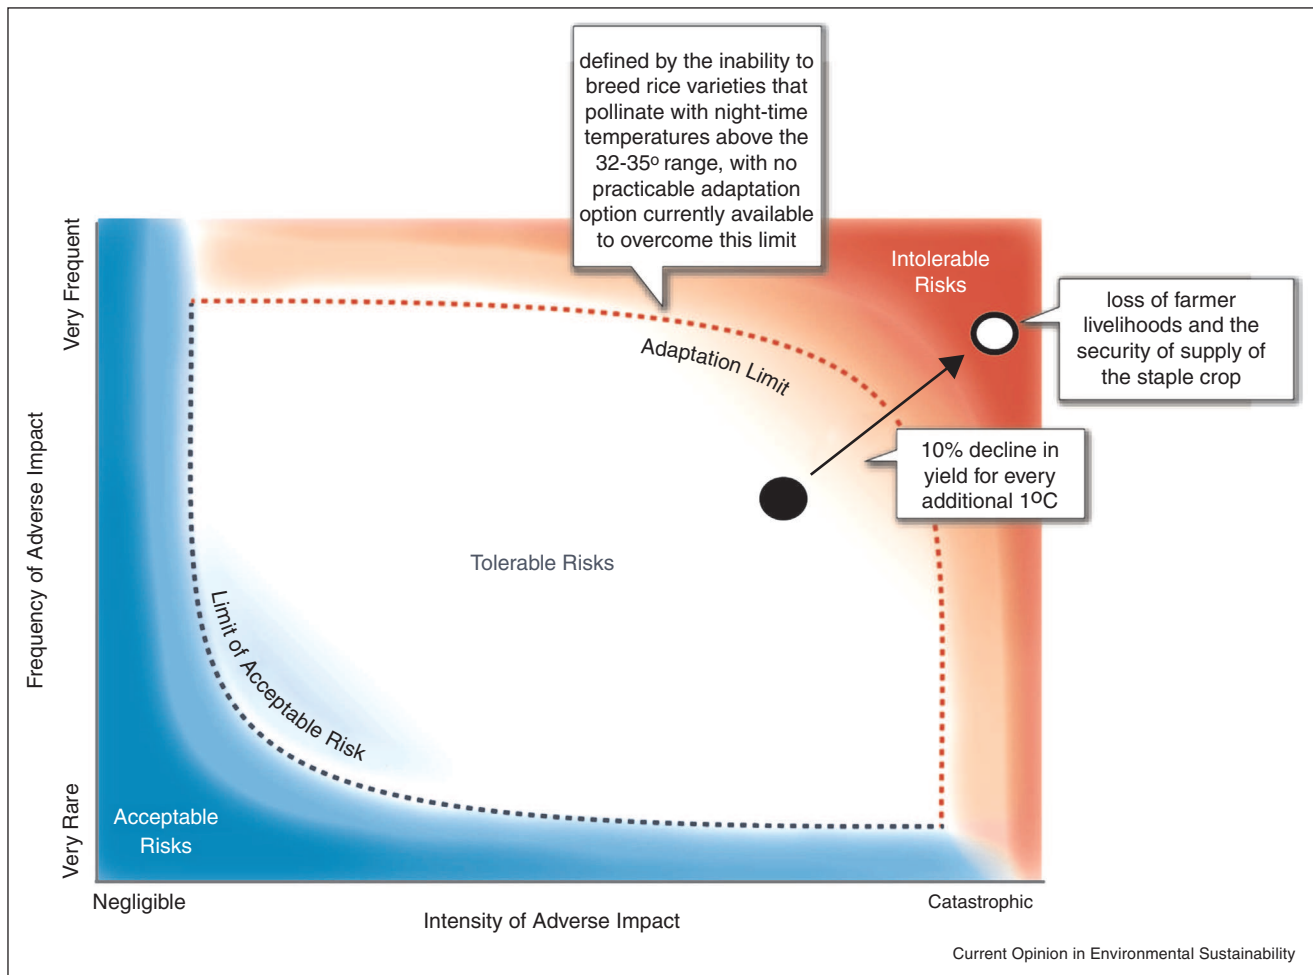 defined by the inability to
breed rice varieties that
pollinate with night-time
temperatures above the
32-35º range, with no
practicable adaptation
option currently available
to overcome this limit
Very Frequent
Intolerable
Risks
loss of farmer
livelihoods and the
security of supply of
the staple crop
Adaptation Limit
10% decline in
yield for every
additional 1ºC
Frequency of Adverse Impact
Tolerable Risks
Limit of Acceptable Risk
Very Rare
Acceptable
Risks
Negligible
Intensity of Adverse Impact
Catastrophic
Current Opinion in Environmental Sustainability